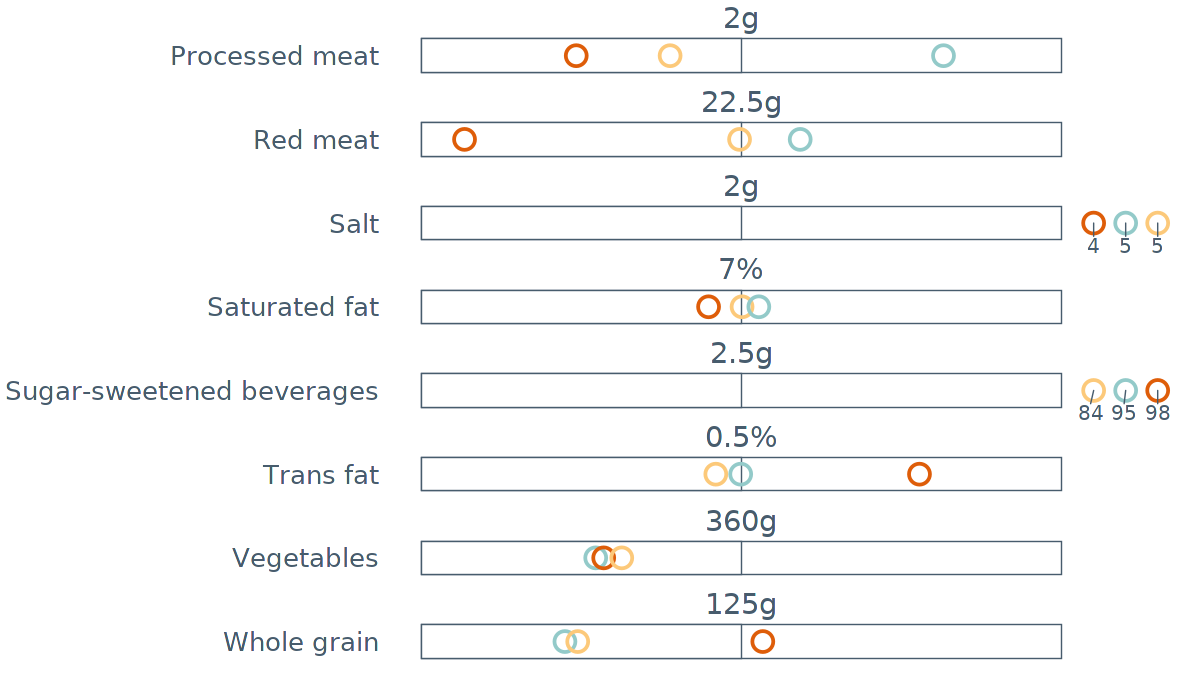 2g
Processed meat
22.5g
Red meat
2g
Salt
4 5 5
7%
Saturated fat
2.5g
Sugar-sweetened beverages
84 95 98
0.5%
Trans fat
360g
Vegetables
125g
Whole grain